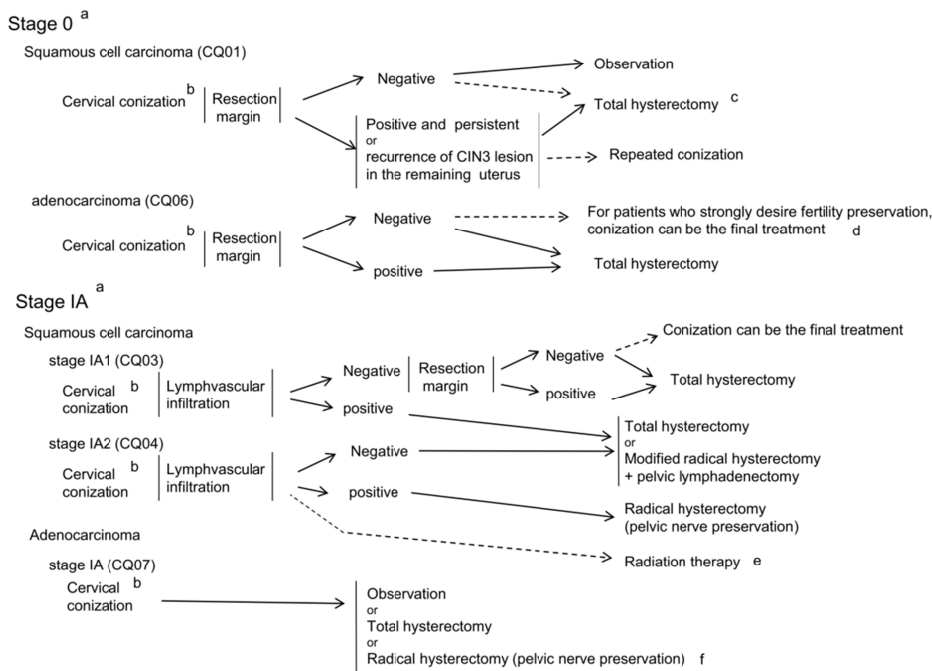 Stage 0 a
Squamous cell carcinoma (CQ01)
Cervical conization b
Resection
margin
Negative
Observation
Total hysterectomy c
Positive and persistent
or
recurrence of CIN3 lesion
in the remaining uterus
Repeated conization
adenocarcinoma (CQ06)
Cervical conization b
Resection
margin
Negative
For patients who strongly desire fertility preservation,
conization can be the final treatment d
positive
Total hysterectomy
Stage IA a
Squamous cell carcinoma
stage IA1 (CQ03)
Cervical b
conization
Lymphvascular
infiltration
Negative
Resection
margin
Negative
Conization can be the final treatment
positive
Total hysterectomy
positive
Total hysterectomy
or
Modified radical hysterectomy
+ pelvic lymphadenectomy
stage IA2 (CQ04)
Cervical b
conization
Lymphvascular
infiltration
Negative
positive
Radical hysterectomy
(pelvic nerve preservation)
Radiation therapy e
Adenocarcinoma
stage IA (CQ07)
Cervical b
conization
Observation
or
Total hysterectomy
or
Radical hysterectomy (pelvic nerve preservation) f